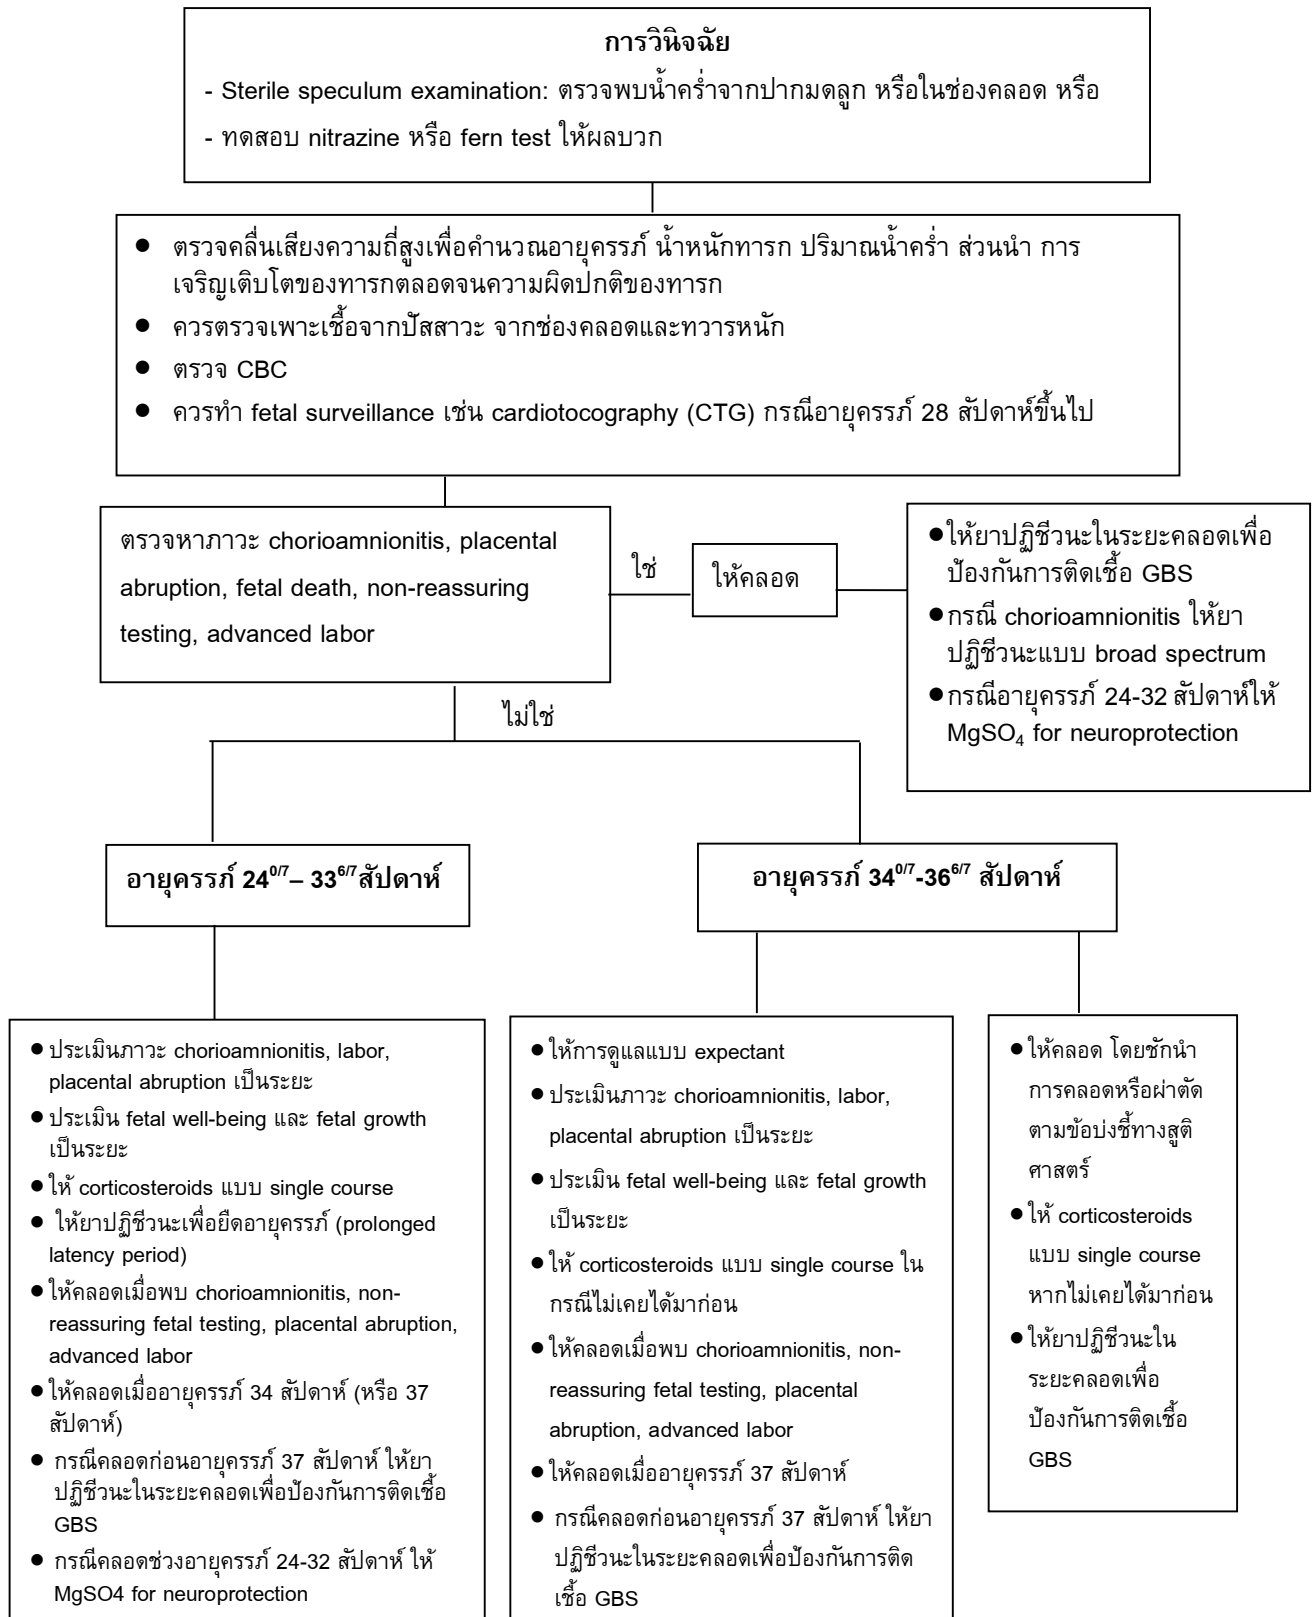 การวินิจฉัย
- Sterile speculum examination: ตรวจพบน้ำคร่ำจากปากมดลูก หรือในช่องคลอด หรือ
- ทดสอบ nitrazine หรือ fern test ให้ผลบวก
● ตรวจคลื่นเสียงความถี่สูงเพื่อคำนวณอายุครรภ์ น้ำหนักทารก ปริมาณน้ำคร่ำ ส่วนนำ การ
เจริญเติบโตของทารกตลอดจนความผิดปกติของทารก
● ควรตรวจเพาะเชื้อจากปัสสาวะ จากช่องคลอดและทวารหนัก
● ตรวจ CBC
● ควรทำ fetal surveillance เช่น cardiotocography (CTG) กรณีอายุครรภ์ 28 สัปดาห์ขึ้นไป
ตรวจหาภาวะ chorioamnionitis, placental
abruption, fetal death, non-reassuring
testing, advanced labor
ใช่
ให้คลอด
● ให้ยาปฏิชีวนะในระยะคลอดเพื่อ
ป้องกันการติดเชื้อ GBS
● กรณี chorioamnionitis ให้ยา
ปฏิชีวนะแบบ broad spectrum
● กรณีอายุครรภ์ 24-32 สัปดาห์ให้
MgSO₄ for neuroprotection
ไม่ใช่
อายุครรภ์ 24⁰ᐟ⁷– 33⁶ᐟ⁷สัปดาห์
อายุครรภ์ 34⁰ᐟ⁷-36⁶ᐟ⁷ สัปดาห์
● ประเมินภาวะ chorioamnionitis, labor,
placental abruption เป็นระยะ
● ประเมิน fetal well-being และ fetal growth
เป็นระยะ
● ให้ corticosteroids แบบ single course
● ให้ยาปฏิชีวนะเพื่อยืดอายุครรภ์ (prolonged
latency period)
● ให้คลอดเมื่อพบ chorioamnionitis, non-
reassuring fetal testing, placental abruption,
advanced labor
● ให้คลอดเมื่ออายุครรภ์ 34 สัปดาห์ (หรือ 37
สัปดาห์)
● กรณีคลอดก่อนอายุครรภ์ 37 สัปดาห์ ให้ยา
ปฏิชีวนะในระยะคลอดเพื่อป้องกันการติดเชื้อ
GBS
● กรณีคลอดช่วงอายุครรภ์ 24-32 สัปดาห์ ให้
MgSO4 for neuroprotection
● ให้การดูแลแบบ expectant
● ประเมินภาวะ chorioamnionitis, labor,
placental abruption เป็นระยะ
● ประเมิน fetal well-being และ fetal growth
เป็นระยะ
● ให้ corticosteroids แบบ single course ใน
กรณีไม่เคยได้มาก่อน
● ให้คลอดเมื่อพบ chorioamnionitis, non-
reassuring fetal testing, placental
abruption, advanced labor
● ให้คลอดเมื่ออายุครรภ์ 37 สัปดาห์
● กรณีคลอดก่อนอายุครรภ์ 37 สัปดาห์ ให้ยา
ปฏิชีวนะในระยะคลอดเพื่อป้องกันการติด
เชื้อ GBS
● ให้คลอด โดยชักนำ
การคลอดหรือผ่าตัด
ตามข้อบ่งชี้ทางสูติ
ศาสตร์
● ให้ corticosteroids
แบบ single course
หากไม่เคยได้มาก่อน
● ให้ยาปฏิชีวนะใน
ระยะคลอดเพื่อ
ป้องกันการติดเชื้อ
GBS